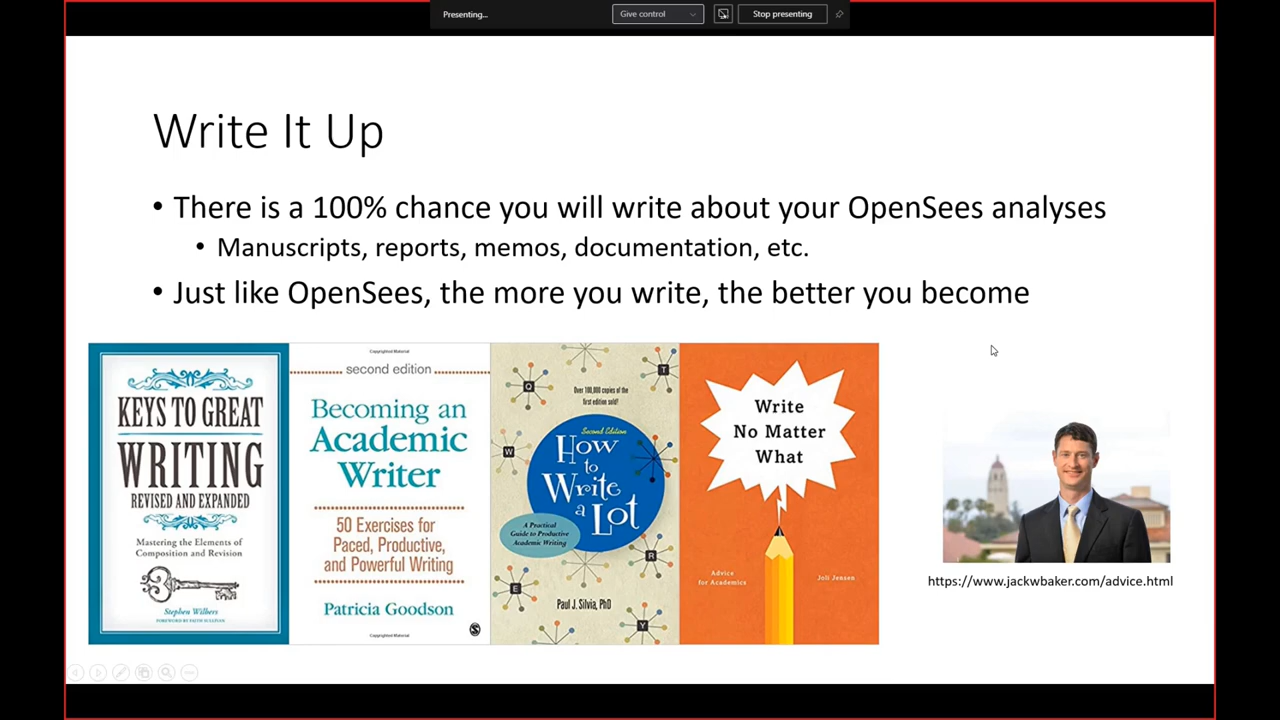 Presenting...
Give control
Stop presenting
Write It Up
• There is a 100% chance you will write about your OpenSees analyses
• Manuscripts, reports, memos, documentation, etc.
• Just like OpenSees, the more you write, the better you become
KEYS TO GREAT
WRITING
REVISED AND EXPANDED
Mastering the Elements of
Composition and Revision
Stephen Wilbers
FOREWORD BY FAITH SULLIVAN
Copyrighted Material
second edition
Becoming an
Academic
Writer
50 Exercises for
Paced, Productive,
and Powerful Writing
Patricia Goodson
Copyrighted Material
S
Over 100,000 copies of the
first edition sold!
Q
T
W
R
E
Y
Second Edition
How
to
Write
a Lot
A Practical
Guide to Productive
Academic Writing
Paul J. Silvia, PhD
Write
No Matter
What
Advice
for Academics
Joli Jensen
https://www.jackwbaker.com/advice.html